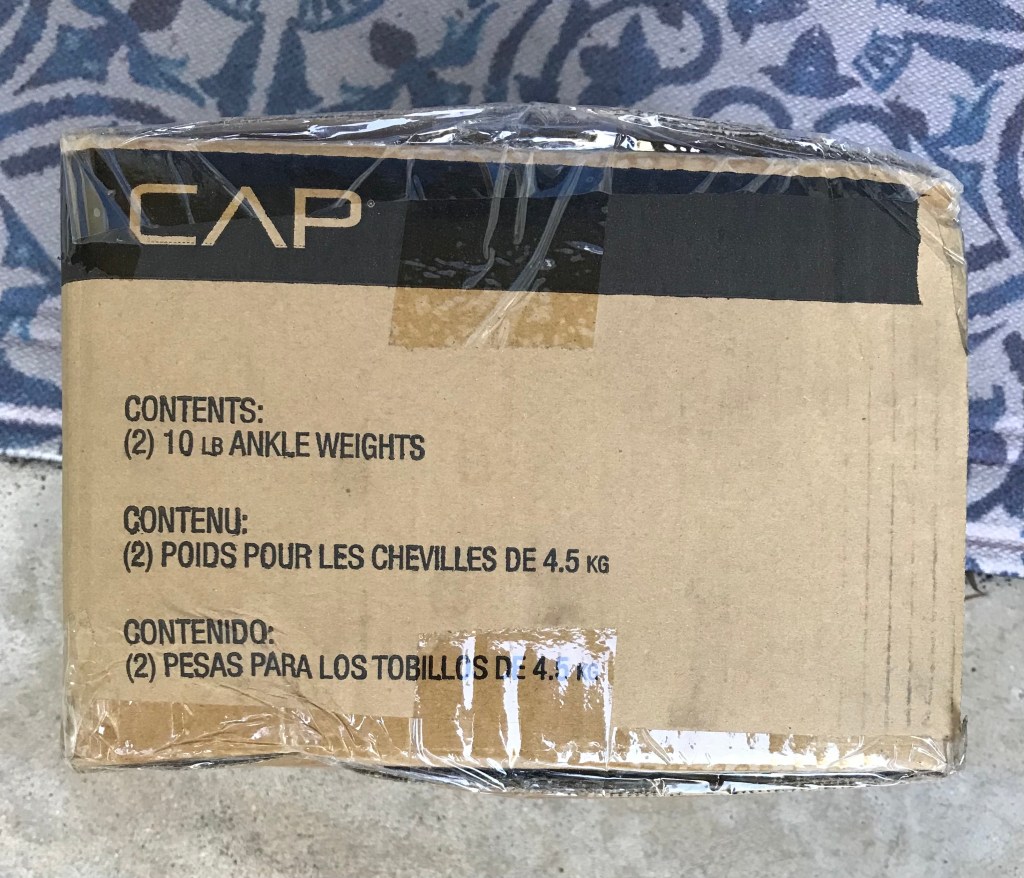 CAP®
CONTENTS:
(2) 10 LB ANKLE WEIGHTS
CONTENU:
(2) POIDS POUR LES CHEVILLES DE 4.5 KG
CONTENIDO:
(2) PESAS PARA LOS TOBILLOS DE 4.5 KG